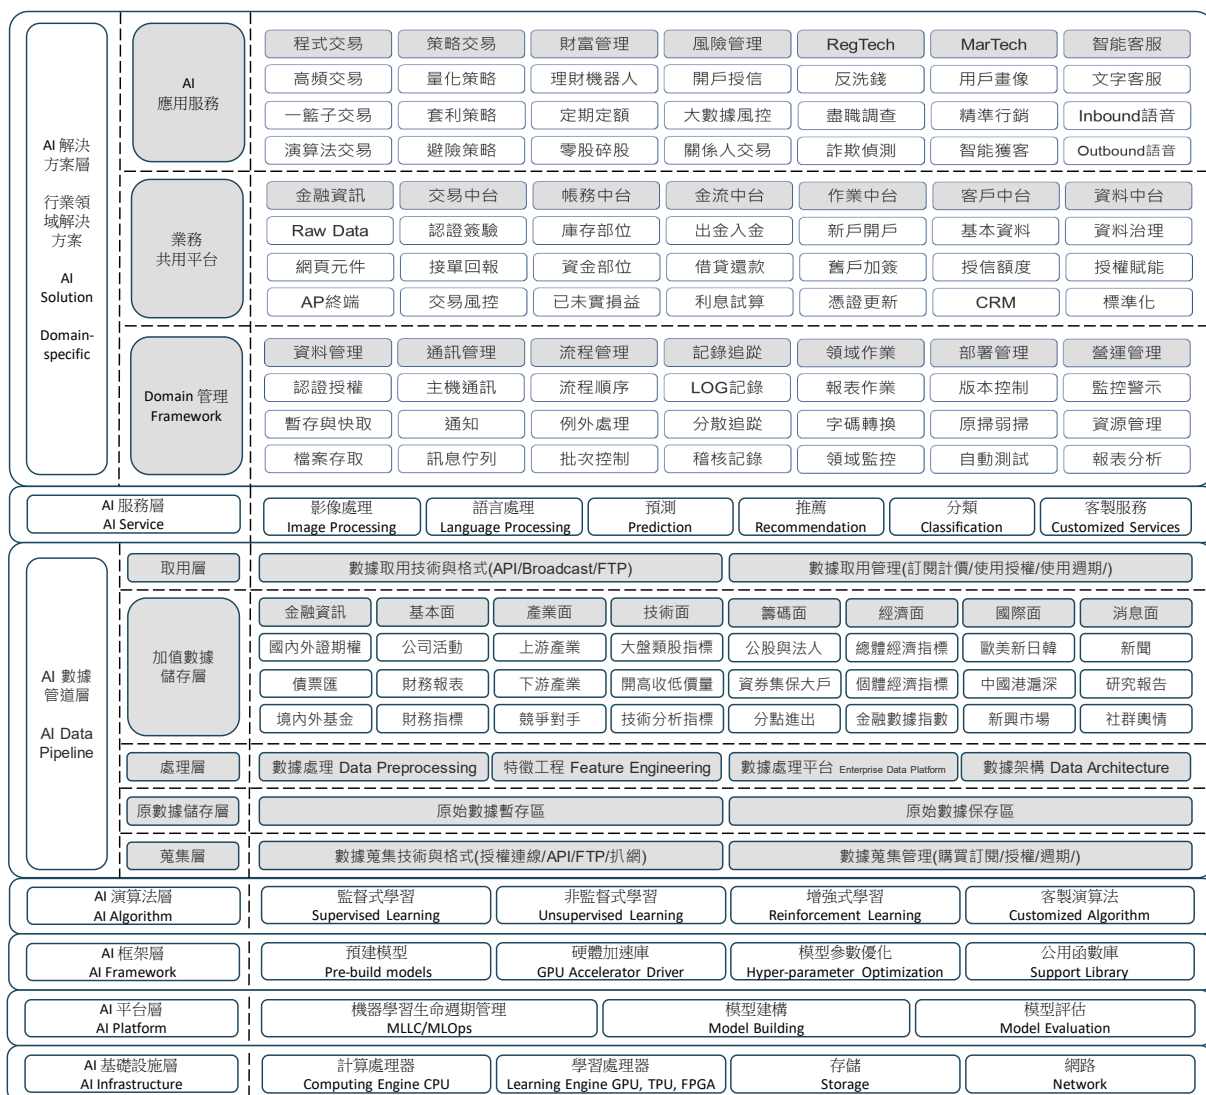 AI 解決
方案層
行業領
域解決
方案
AI
Solution
Domain-
specific
AI
應用服務
程式交易 策略交易 財富管理 風險管理 RegTech MarTech 智能客服
高頻交易 量化策略 理財機器人 開戶授信 反洗錢 用戶畫像 文字客服
一籃子交易 套利策略 定期定額 大數據風控 盡職調查 精準行銷 Inbound語音
演算法交易 避險策略 零股碎股 關係人交易 詐欺偵測 智能獲客 Outbound語音
業務
共用平台
金融資訊 交易中台 帳務中台 金流中台 作業中台 客戶中台 資料中台
Raw Data 認證簽驗 庫存部位 出金入金 新戶開戶 基本資料 資料治理
網頁元件 接單回報 資金部位 借貸還款 舊戶加簽 授信額度 授權賦能
AP終端 交易風控 已未實損益 利息試算 憑證更新 CRM 標準化
Domain 管理
Framework
資料管理 通訊管理 流程管理 記錄追蹤 領域作業 部署管理 營運管理
認證授權 主機通訊 流程順序 LOG記錄 報表作業 版本控制 監控警示
暫存與快取 通知 例外處理 分散追蹤 字碼轉換 原掃弱掃 資源管理
檔案存取 訊息佇列 批次控制 稽核記錄 領域監控 自動測試 報表分析
AI 服務層
AI Service
影像處理 語言處理 預測 推薦 分類 客製服務
Image Processing Language Processing Prediction Recommendation Classification Customized Services
AI 數據
管道層
AI Data
Pipeline
取用層 數據取用技術與格式(API/Broadcast/FTP) 數據取用管理(訂閱計價/使用授權/使用週期/)
加值數據
儲存層
金融資訊 基本面 產業面 技術面 籌碼面 經濟面 國際面 消息面
國內外證期權 公司活動 上游產業 大盤類股指標 公股與法人 總體經濟指標 歐美新日韓 新聞
債票匯 財務報表 下游產業 開高收低價量 資券集保大戶 個體經濟指標 中國港滬深 研究報告
境內外基金 財務指標 競爭對手 技術分析指標 分點進出 金融數據指數 新興市場 社群輿情
處理層 數據處理 Data Preprocessing 特徵工程 Feature Engineering 數據處理平台 Enterprise Data Platform 數據架構 Data Architecture
原數據儲存層 原始數據暫存區 原始數據保存區
蒐集層 數據蒐集技術與格式(授權連線/API/FTP/扒網) 數據蒐集管理(購買訂閱/授權/週期/)
AI 演算法層
AI Algorithm
監督式學習 非監督式學習 增強式學習 客製演算法
Supervised Learning Unsupervised Learning Reinforcement Learning Customized Algorithm
AI 框架層
AI Framework
預建模型 硬體加速庫 模型參數優化 公用函數庫
Pre-build models GPU Accelerator Driver Hyper-parameter Optimization Support Library
AI 平台層
AI Platform
機器學習生命週期管理 模型建構 模型評估
MLLC/MLOps Model Building Model Evaluation
AI 基礎設施層
AI Infrastructure
計算處理器 學習處理器 存儲 網路
Computing Engine CPU Learning Engine GPU, TPU, FPGA Storage Network